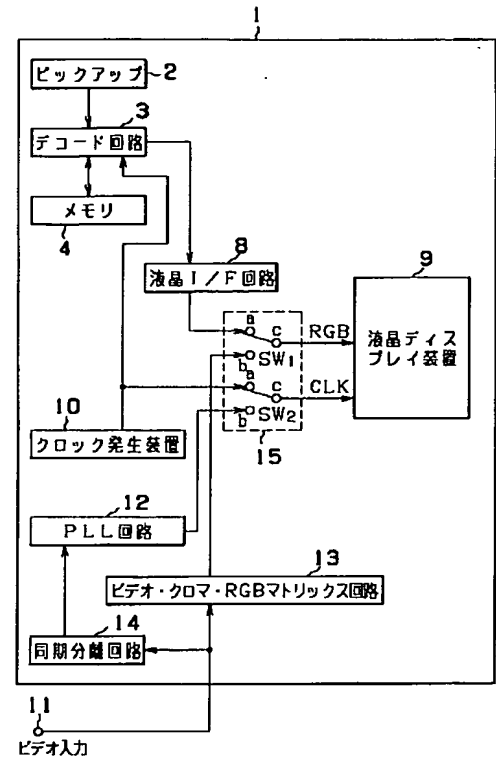 1
ピックアップ
2
3
デコード回路
メモリ
4
8
液晶I/F回路
9
液晶ディス
プレイ装置
a
c
RGB
b
SW1
a
c
CLK
b
SW2
15
10
クロック発生装置
12
PLL回路
13
ビデオ・クロマ・RGBマトリックス回路
14
同期分離回路
11
ビデオ入力